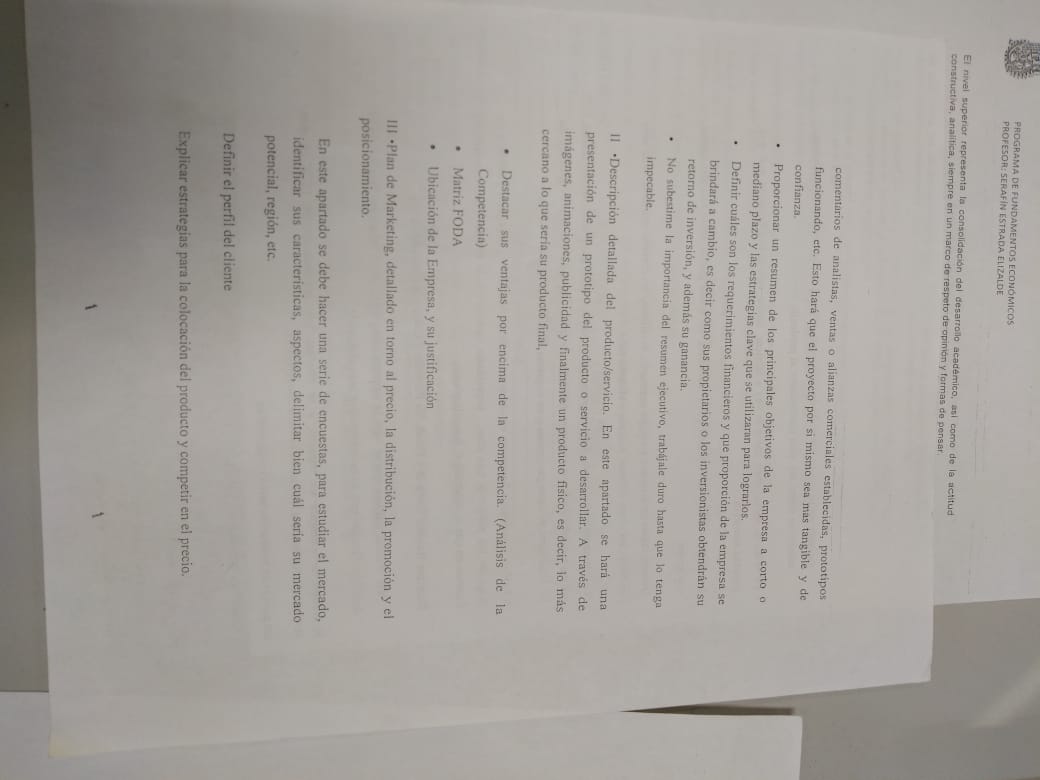 PROGRAMA DE FUNDAMENTOS ECONÓMICOS
PROFESOR: SERAFÍN ESTRADA ELIZALDE
El nivel superior representa la consolidación del desarrollo académico, así como de la actitud
constructiva, analítica, siempre en un marco de respeto de opinión y formas de pensar.
comentarios de analistas, ventas o alianzas comerciales establecidas, prototipos
funcionando, etc. Esto hará que el proyecto por si mismo sea mas tangible y de
confianza.
• Proporcionar un resumen de los principales objetivos de la empresa a corto o
mediano plazo y las estrategias clave que se utilizaran para lograrlos.
• Definir cuáles son los requerimientos financieros y que proporción de la empresa se
brindará a cambio, es decir como sus propietarios o los inversionistas obtendrán su
retorno de inversión, y además su ganancia.
• No subestime la importancia del resumen ejecutivo, trabájale duro hasta que lo tenga
impecable.
II •Descripción detallada del producto/servicio. En este apartado se hará una
presentación de un prototipo del producto o servicio a desarrollar. A través de
imágenes, animaciones, publicidad y finalmente un producto físico, es decir, lo más
cercano a lo que sería su producto final,
• Destacar sus ventajas por encima de la competencia. (Análisis de la
Competencia)
• Matriz FODA
• Ubicación de la Empresa, y su justificación
III •Plan de Marketing, detallado en torno al precio, la distribución, la promoción y el
posicionamiento.
En este apartado se debe hacer una serie de encuestas, para estudiar el mercado,
identificar sus características, aspectos, delimitar bien cuál sería su mercado
potencial, región, etc.
Definir el perfil del cliente
Explicar estrategias para la colocación del producto y competir en el precio.
1
1